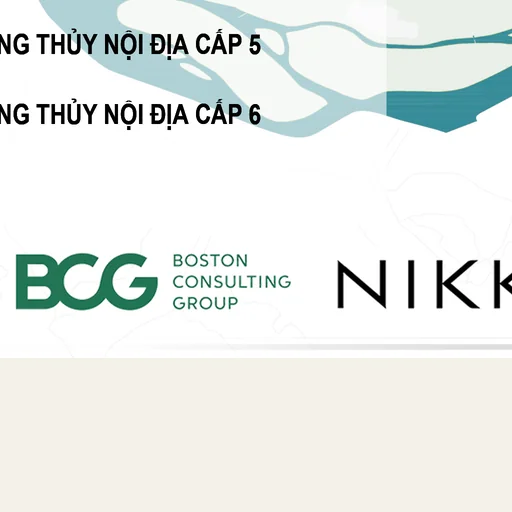 NG THỦY NỘI ĐỊA CẤP 5
NG THỦY NỘI ĐỊA CẤP 6
BCG
BOSTON
CONSULTING
GROUP
NIKK